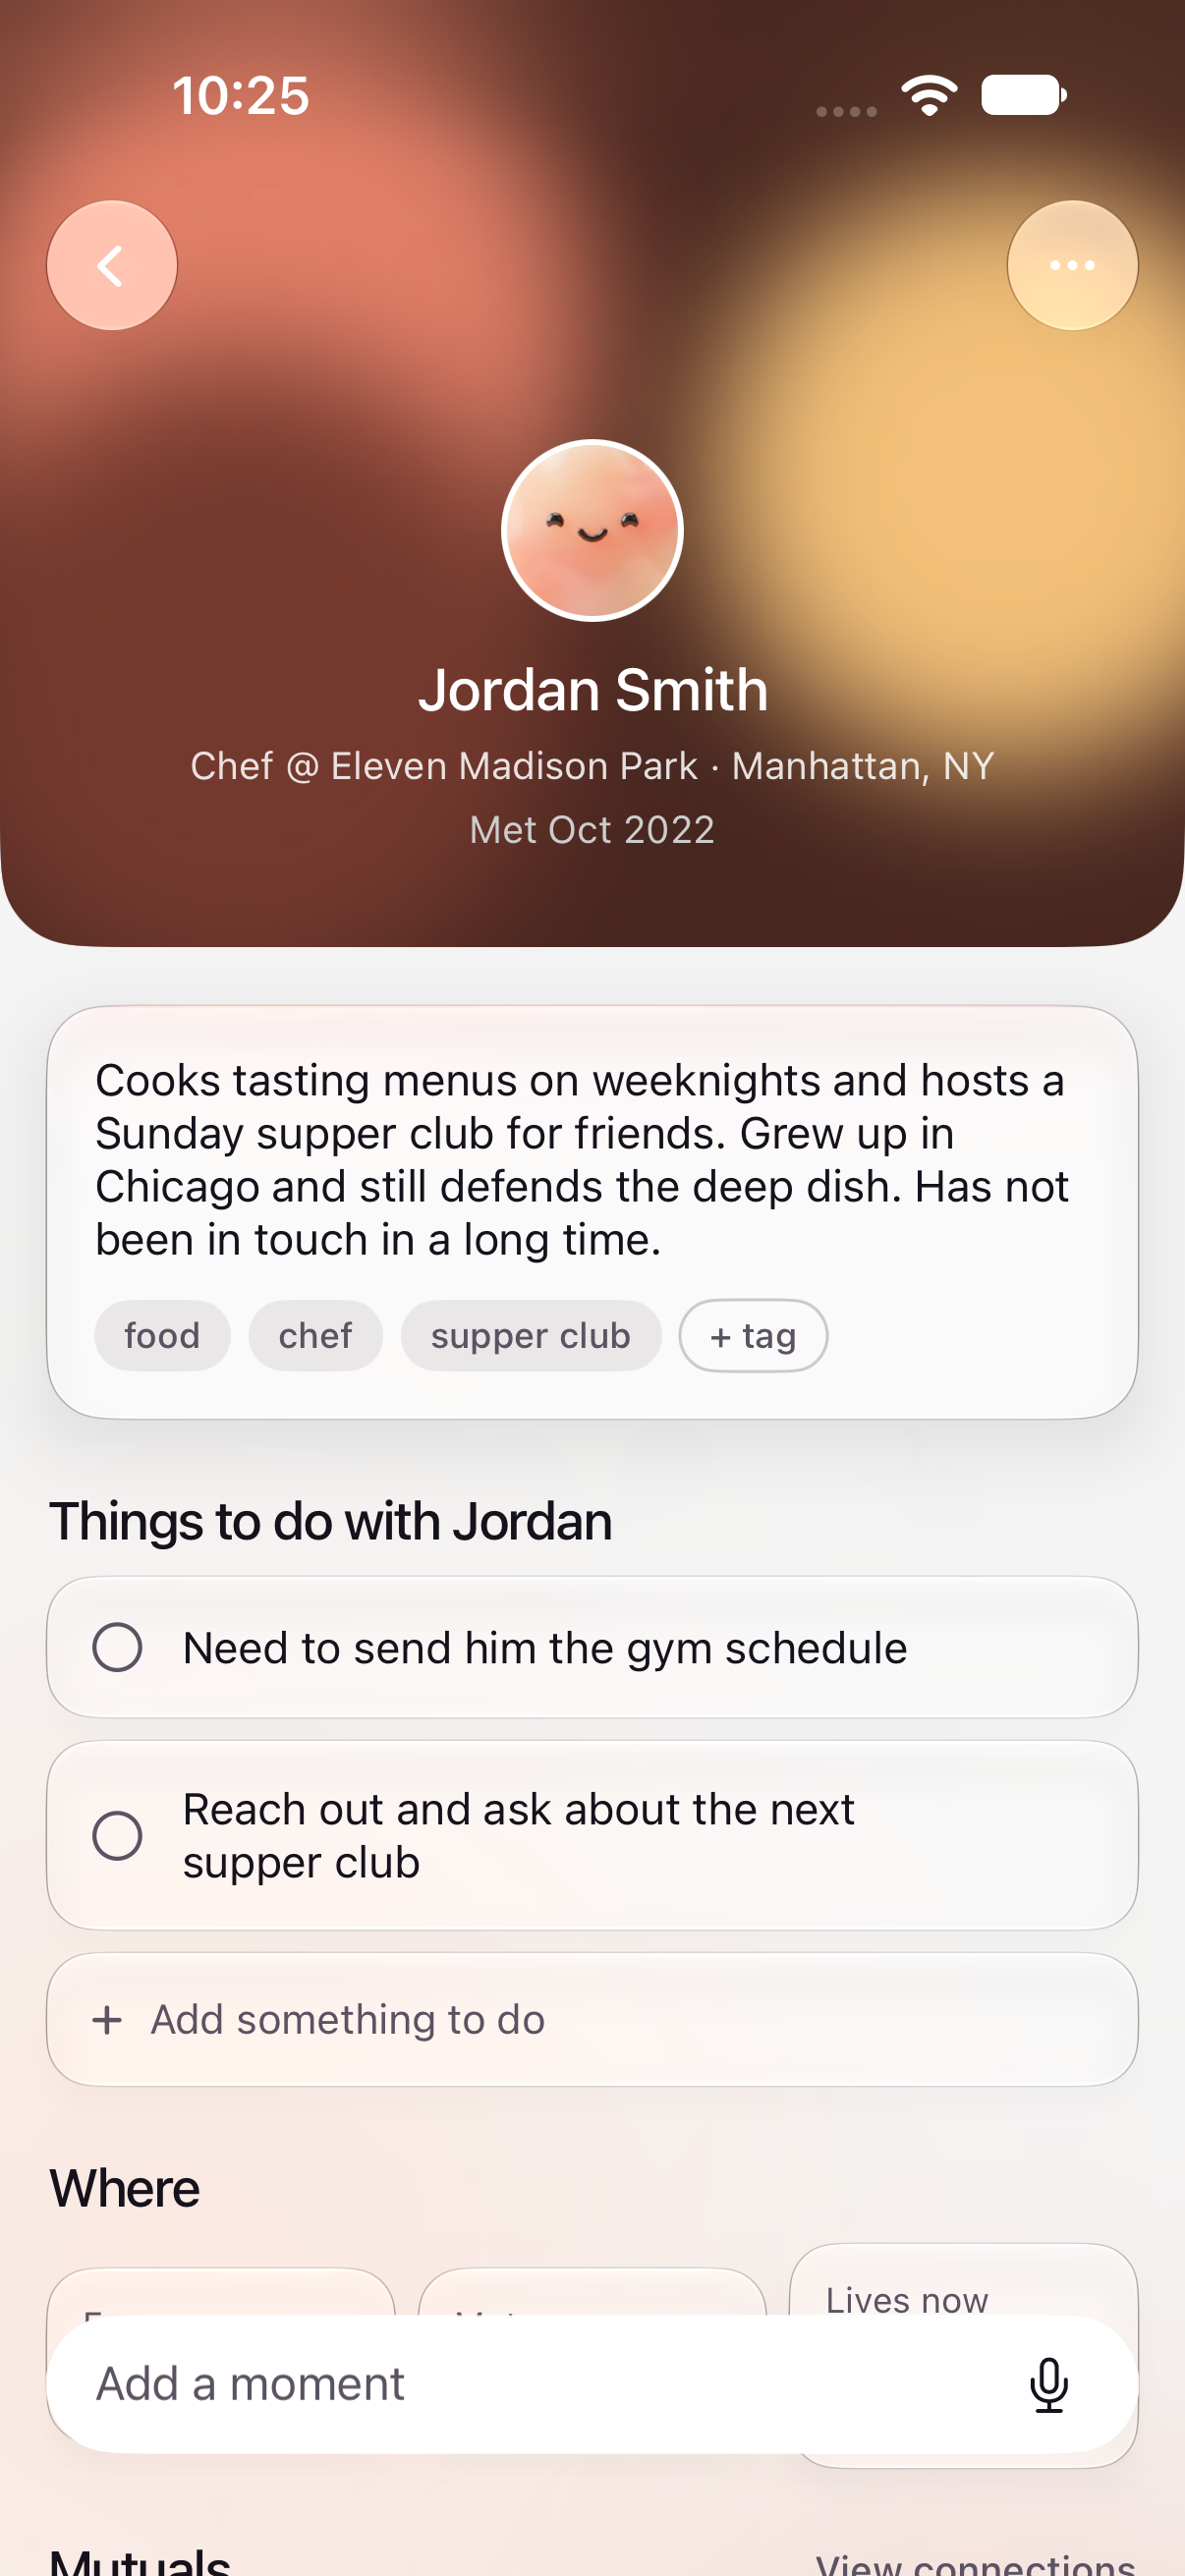 10:25
Jordan Smith
Chef @ Eleven Madison Park · Manhattan, NY
Met Oct 2022
Cooks tasting menus on weeknights and hosts a
Sunday supper club for friends. Grew up in
Chicago and still defends the deep dish. Has not
been in touch in a long time.
food chef supper club + tag
Things to do with Jordan
Need to send him the gym schedule
Reach out and ask about the next
supper club
+ Add something to do
Where
Lives now
Add a moment
Mutuals View connections